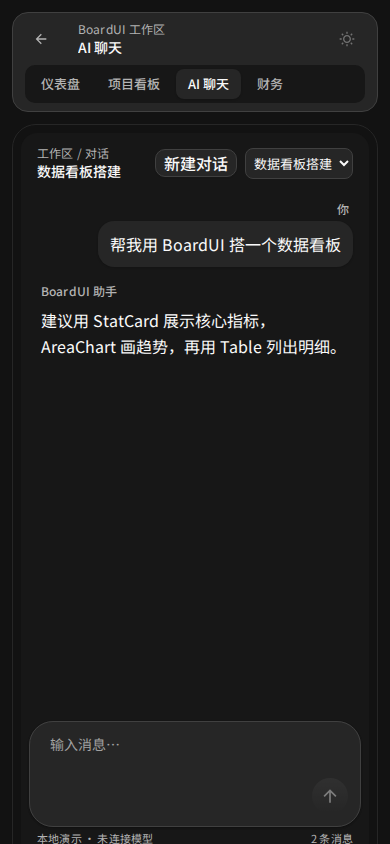 BoardUI 工作区
AI 聊天
仪表盘 项目看板 AI 聊天 财务
工作区 / 对话
数据看板搭建
新建对话 数据看板搭建
你
帮我用 BoardUI 搭一个数据看板
BoardUI 助手
建议用 StatCard 展示核心指标，
AreaChart 画趋势，再用 Table 列出明细。
输入消息…
本地演示 · 未连接模型 2 条消息